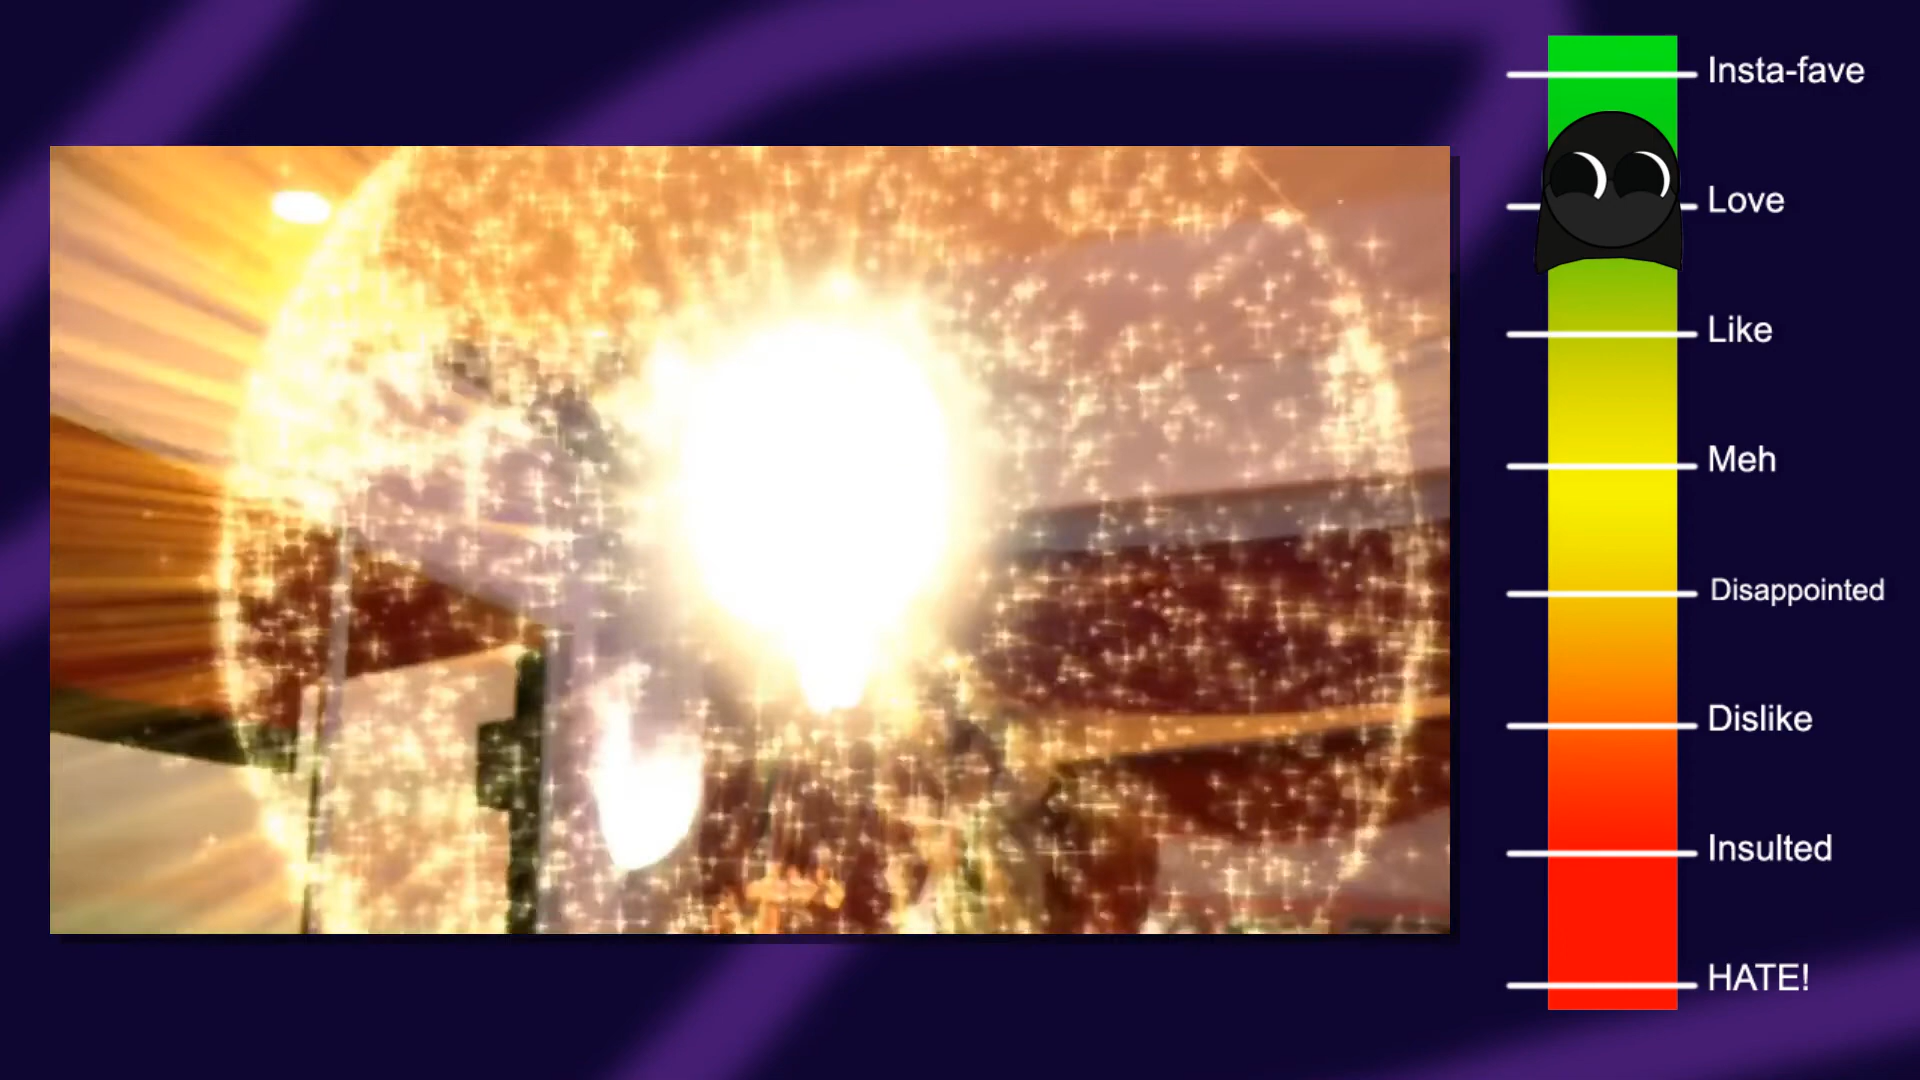 Insta-fave
Love
Like
Meh
Disappointed
Dislike
Insulted
HATE!